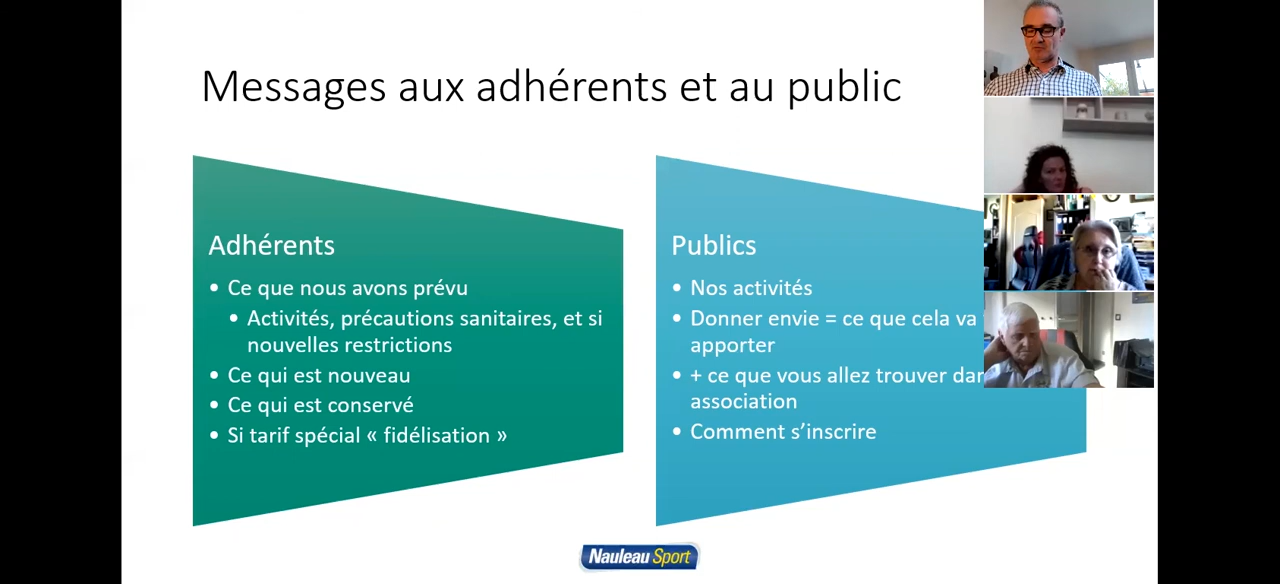 Messages aux adhérents et au public
Adhérents
• Ce que nous avons prévu
• Activités, précautions sanitaires, et si
nouvelles restrictions
• Ce qui est nouveau
• Ce qui est conservé
• Si tarif spécial « fidélisation »
Publics
• Nos activités
• Donner envie = ce que cela va
apporter
• + ce que vous allez trouver
association
• Comment s’inscrire
Nauleau Sport